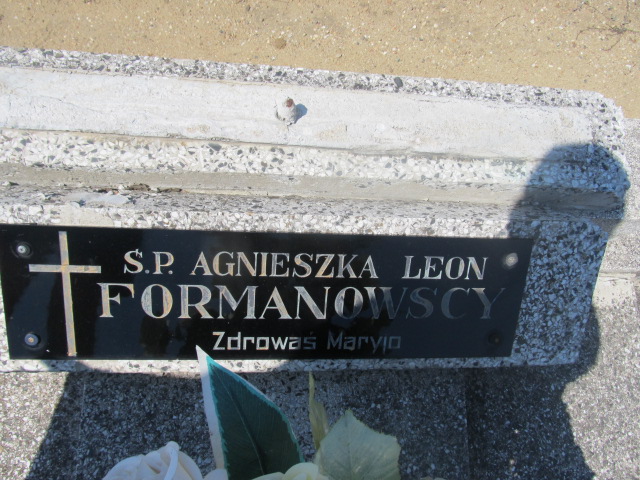 Ś.P. AGNIESZKA LEON
FORMANOWSCY
Zdrowaś Maryjo